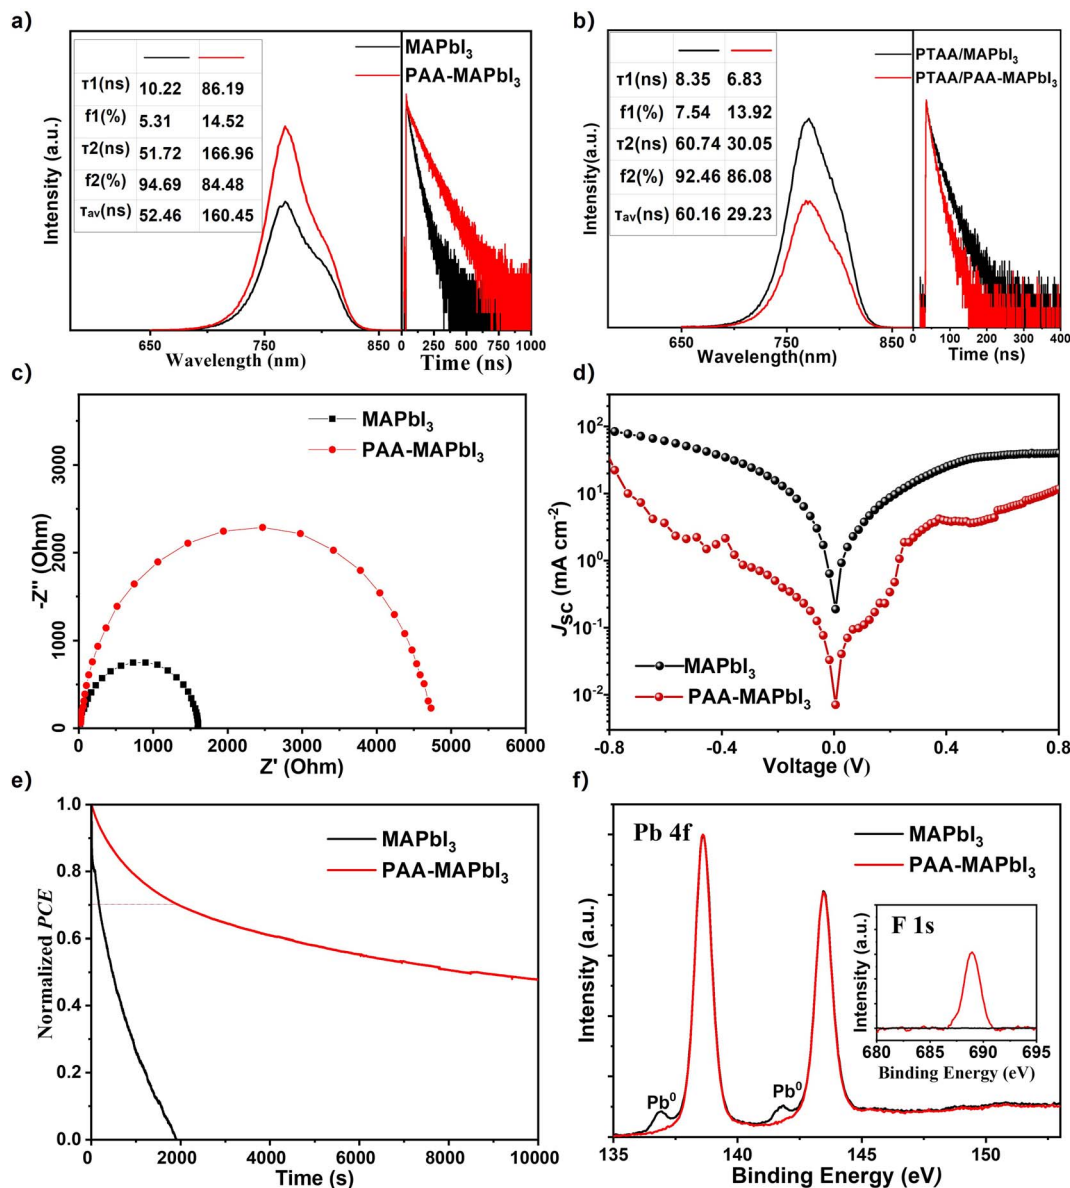 a)
MAPbI₃
PAA-MAPbI₃
τ1(ns) 10.22 86.19
f1(%) 5.31 14.52
τ2(ns) 51.72 166.96
f2(%) 94.69 84.48
τav(ns) 52.46 160.45
Intensity (a.u.)
650 750 850 0 250 500 750 1000
Wavelength (nm) Time (ns)
b)
PTAA/MAPbI₃
PTAA/PAA-MAPbI₃
τ1(ns) 8.35 6.83
f1(%) 7.54 13.92
τ2(ns) 60.74 30.05
f2(%) 92.46 86.08
τav(ns) 60.16 29.23
Intensity(a.u.)
650 750 850 0 100 200 300 400
Wavelength(nm) Time (ns)
c)
MAPbI₃
PAA-MAPbI₃
-Z'' (Ohm)
3000
2000
1000
0
0 1000 2000 3000 4000 5000 6000
Z' (Ohm)
d)
Jsc (mA cm⁻²)
10²
10¹
10⁰
10⁻¹
10⁻²
MAPbI₃
PAA-MAPbI₃
-0.8 -0.4 0.0 0.4 0.8
Voltage (V)
e)
MAPbI₃
PAA-MAPbI₃
Normalized PCE
1.0
0.8
0.6
0.4
0.2
0.0
0 2000 4000 6000 8000 10000
Time (s)
f)
Pb 4f
MAPbI₃
PAA-MAPbI₃
Intensity (a.u.)
F 1s
Intensity (a.u.)
680 685 690 695
Binding Energy (eV)
Pb⁰ Pb⁰
135 140 145 150
Binding Energy (eV)